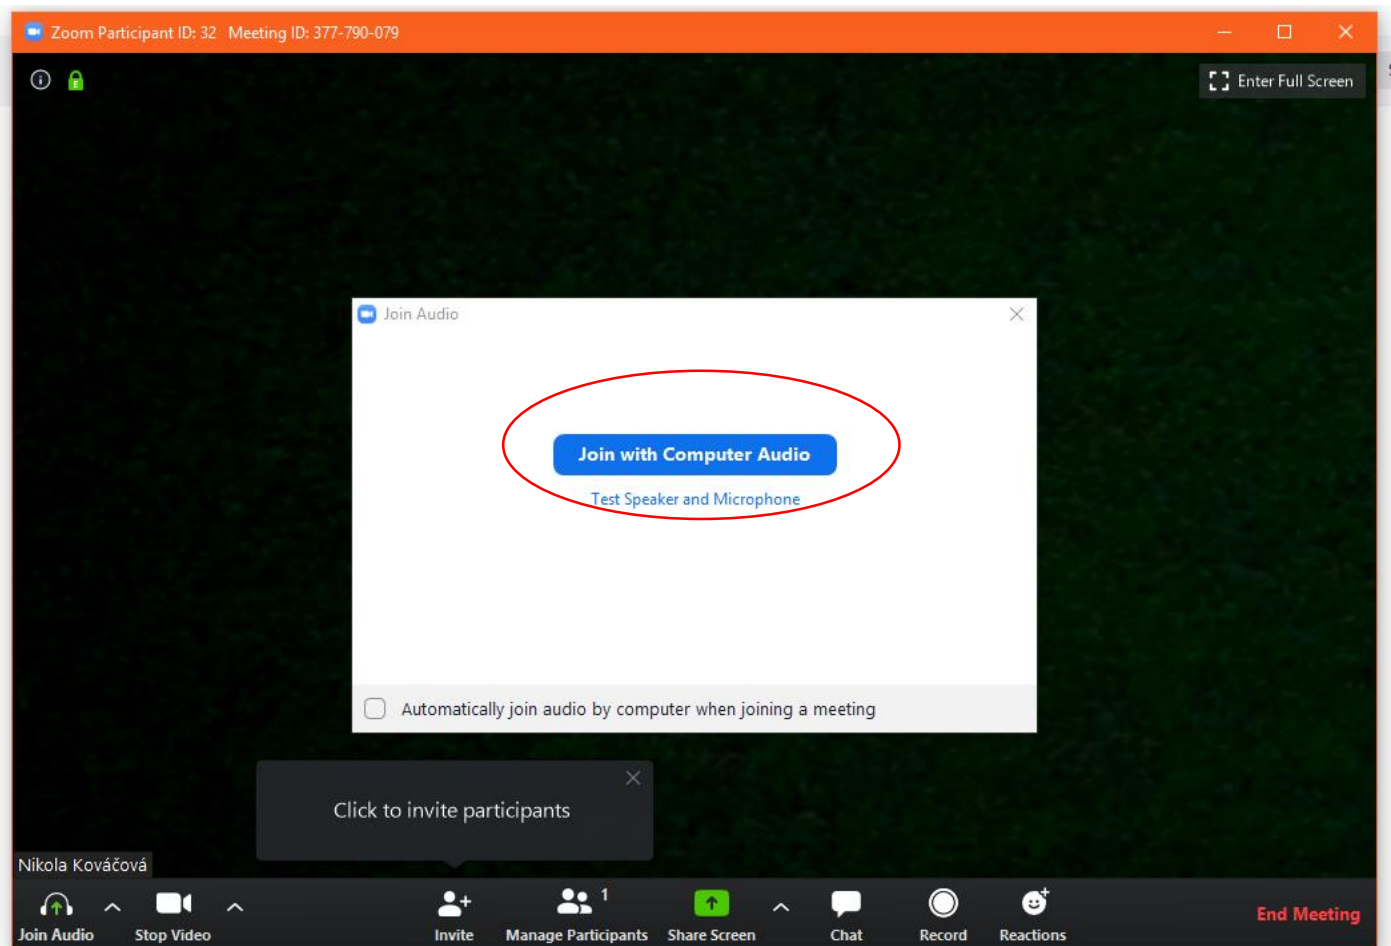 Zoom Participant ID: 32 Meeting ID: 377-790-079
Enter Full Screen
Join Audio
Join with Computer Audio
Test Speaker and Microphone
Automatically join audio by computer when joining a meeting
Click to invite participants
Nikola Kováčová
1
Join Audio Stop Video Invite Manage Participants Share Screen Chat Record Reactions End Meeting